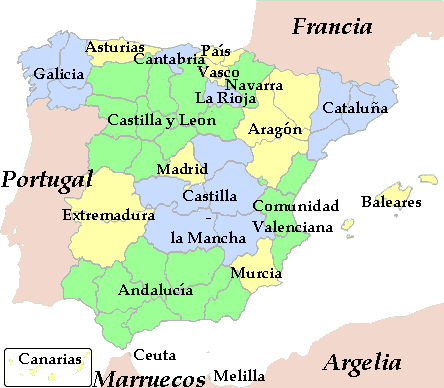 Francia
Asturias
País
Vasco
Cantabria
Galicia
Navarra
La Rioja
Cataluña
Castilla y Leon
Aragón
Madrid
Portugal
Castilla
-
la Mancha
Baleares
Extremadura
Comunidad
Valenciana
Murcia
Andalucía
Canarias
Ceuta
Melilla
Marruecos
Argelia